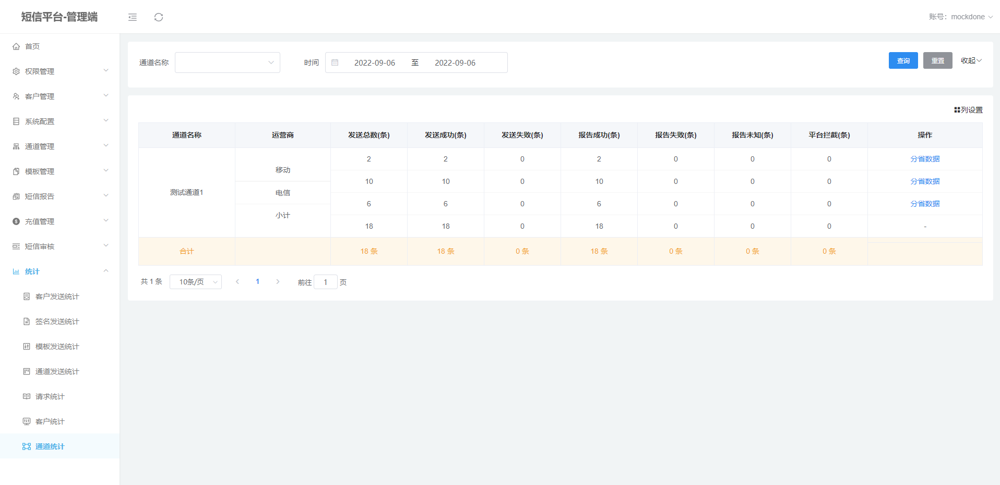 短信平台-管理端
账号：mockdone
首页
权限管理
客户管理
系统配置
通道管理
模板管理
短信报告
充值管理
短信审核
统计
客户发送统计
签名发送统计
模板发送统计
通道发送统计
请求统计
客户统计
通道统计
通道名称 时间 2022-09-06 至 2022-09-06 查询 重置 收起
列设置
通道名称 运营商 发送总数(条) 发送成功(条) 发送失败(条) 报告成功(条) 报告失败(条) 报告未知(条) 平台拦截(条) 操作
测试通道1
移动
电信
小计
2 2 0 2 0 0 0 分省数据
10 10 0 10 0 0 0 分省数据
6 6 0 6 0 0 0 分省数据
18 18 0 18 0 0 0 -
合计 18 条 18 条 0 条 18 条 0 条 0 条 0 条
共 1 条 10条/页 1 前往 1 页